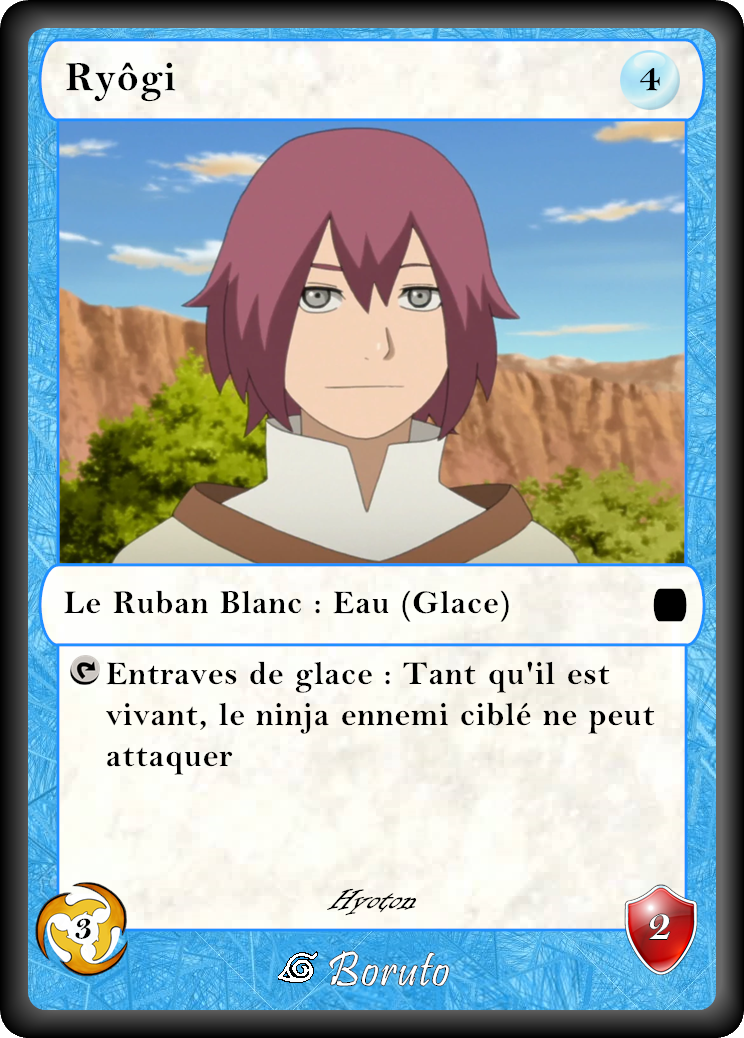 Ryôgi
4
Le Ruban Blanc : Eau (Glace)
Entraves de glace : Tant qu'il est
vivant, le ninja ennemi ciblé ne peut
attaquer
Hyoton
3
2
Boruto